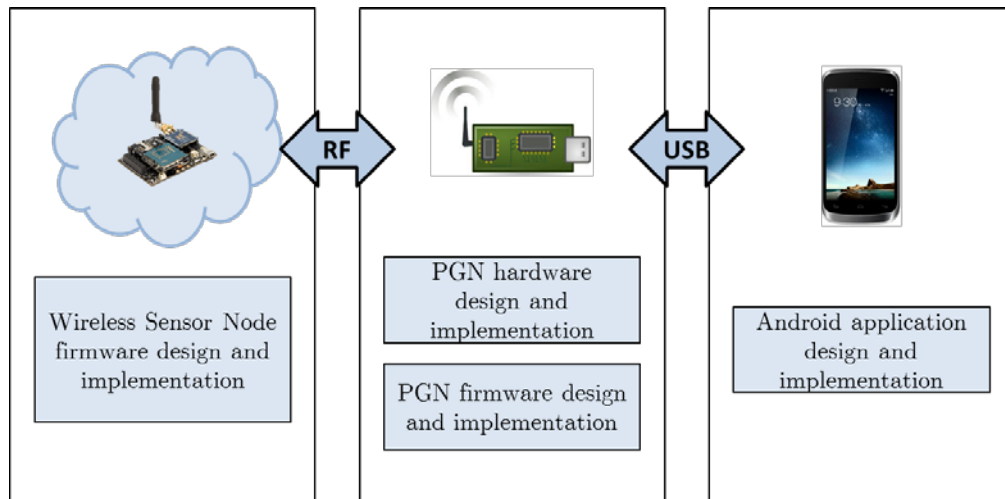 RF
USB
9:30
Wireless Sensor Node
firmware design and
implementation
PGN hardware
design and
implementation
PGN firmware design
and implementation
Android application
design and
implementation